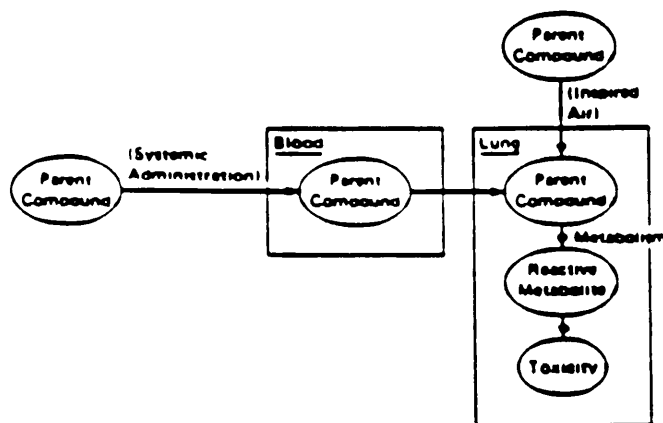 Parent
Compound
(Inspired
Air)
Blood
Lung
(Systemic
Administration)
Parent
Compound
Parent
Compound
Parent
Compound
Metabolism
Reactive
Metabolite
Toxicity